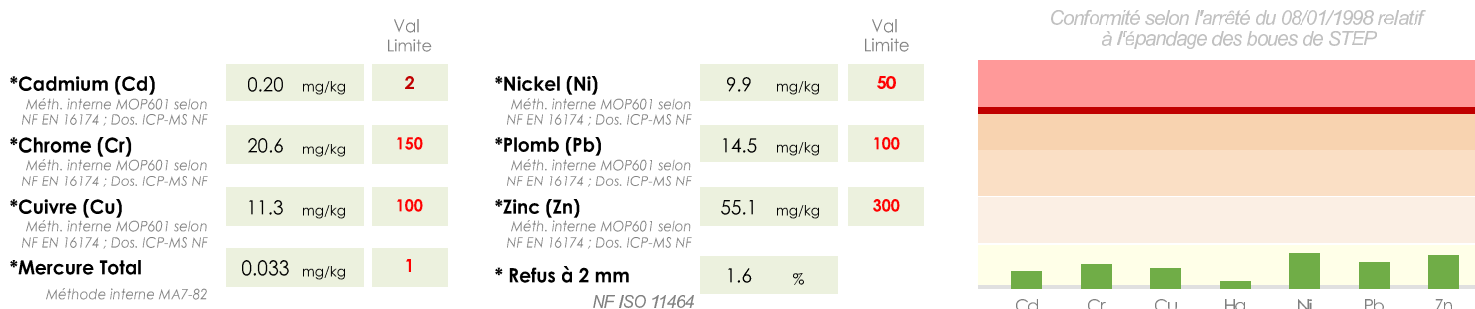 Val
Limite
*Cadmium (Cd) 0.20 mg/kg 2
Méth. interne MOP601 selon
NF EN 16174 ; Dos. ICP-MS NF
*Chrome (Cr) 20.6 mg/kg 150
Méth. interne MOP601 selon
NF EN 16174 ; Dos. ICP-MS NF
*Cuivre (Cu) 11.3 mg/kg 100
Méth. interne MOP601 selon
NF EN 16174 ; Dos. ICP-MS NF
*Mercure Total 0.033 mg/kg 1
Méthode interne MA7-82
Val
Limite
*Nickel (Ni) 9.9 mg/kg 50
Méth. interne MOP601 selon
NF EN 16174 ; Dos. ICP-MS NF
*Plomb (Pb) 14.5 mg/kg 100
Méth. interne MOP601 selon
NF EN 16174 ; Dos. ICP-MS NF
*Zinc (Zn) 55.1 mg/kg 300
Méth. interne MOP601 selon
NF EN 16174 ; Dos. ICP-MS NF
* Refus à 2 mm 1.6 %
NF ISO 11464
Conformité selon l'arrêté du 08/01/1998 relatif
à l'épandage des boues de STEP
Cd Cr Cu Hg Ni Pb Zn